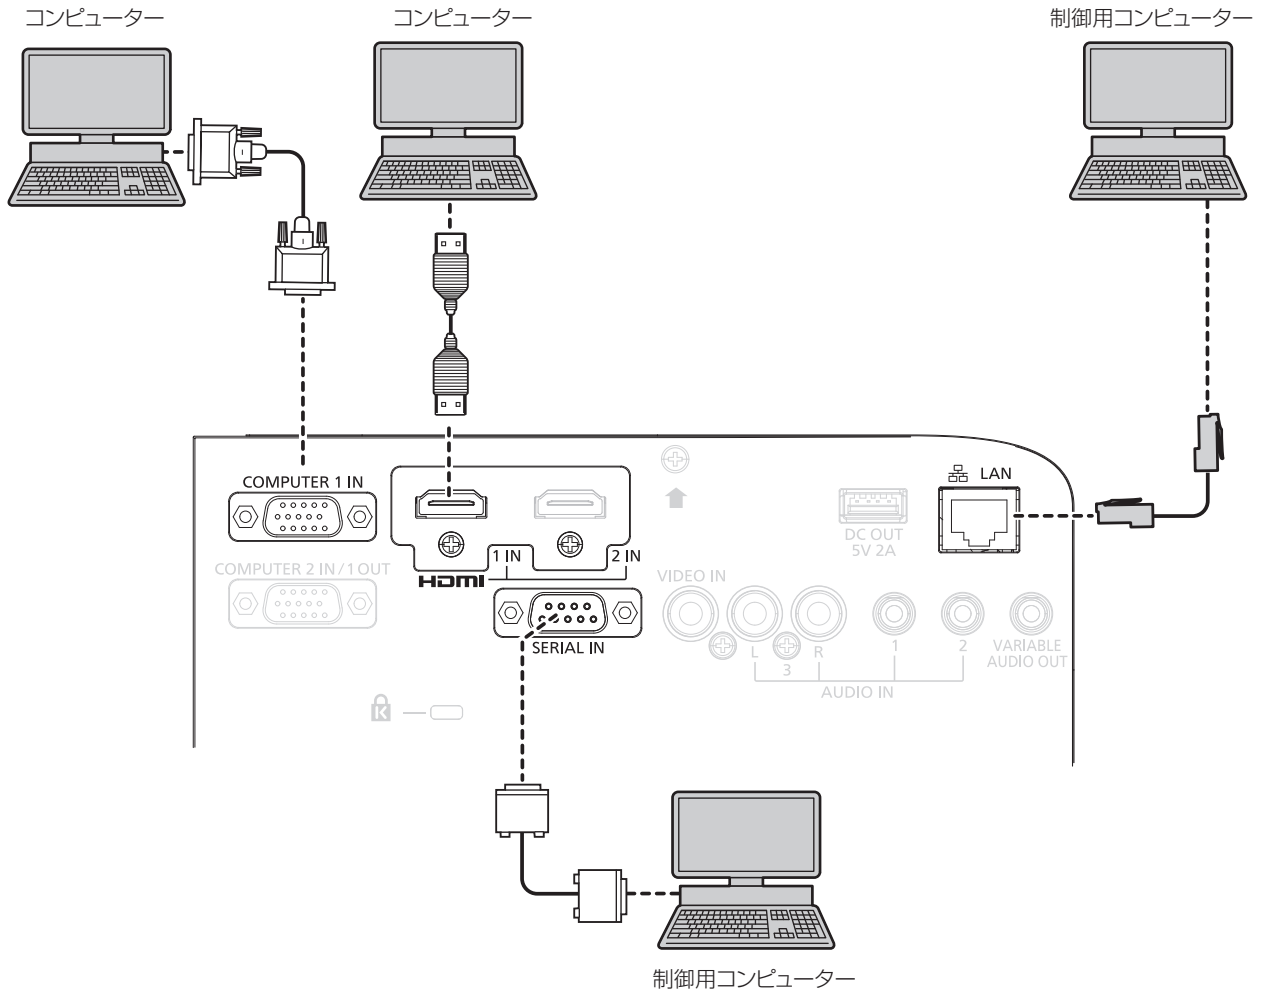 コンピューター
コンピューター
制御用コンピューター
COMPUTER 1 IN
LAN
DC OUT
5V 2A
1 IN
2 IN
HDMI
COMPUTER 2 IN/1 OUT
VIDEO IN
SERIAL IN
L
R
1
2
VARIABLE
AUDIO OUT
3
AUDIO IN
K
制御用コンピューター